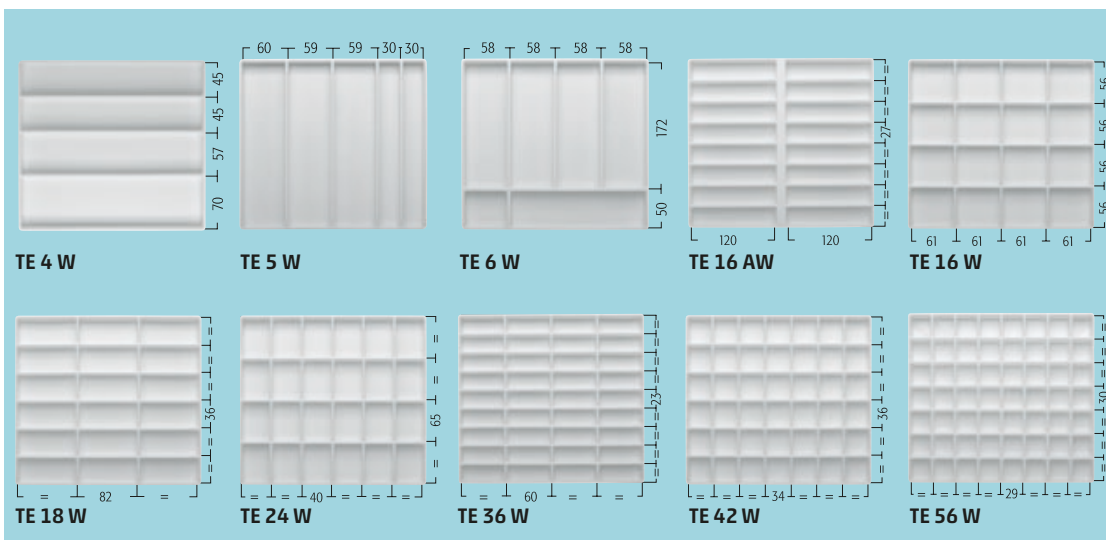 45
45
57
70
TE 4 W
60 59 59 30 30
TE 5 W
58 58 58 58
172
50
TE 6 W
= = = 27 = = = =
120 120
TE 16 AW
56
56
56
56
61 61 61 61
TE 16 W
= = = 36 = =
= 82 =
TE 18 W
= = 65 =
= = 40 = = =
TE 24 W
= = = = 23 = = = =
= 60 = =
TE 36 W
= = = 36 = =
= = = 34 = = =
TE 42 W
= = = 30 = = =
= = = 29 = = = =
TE 56 W